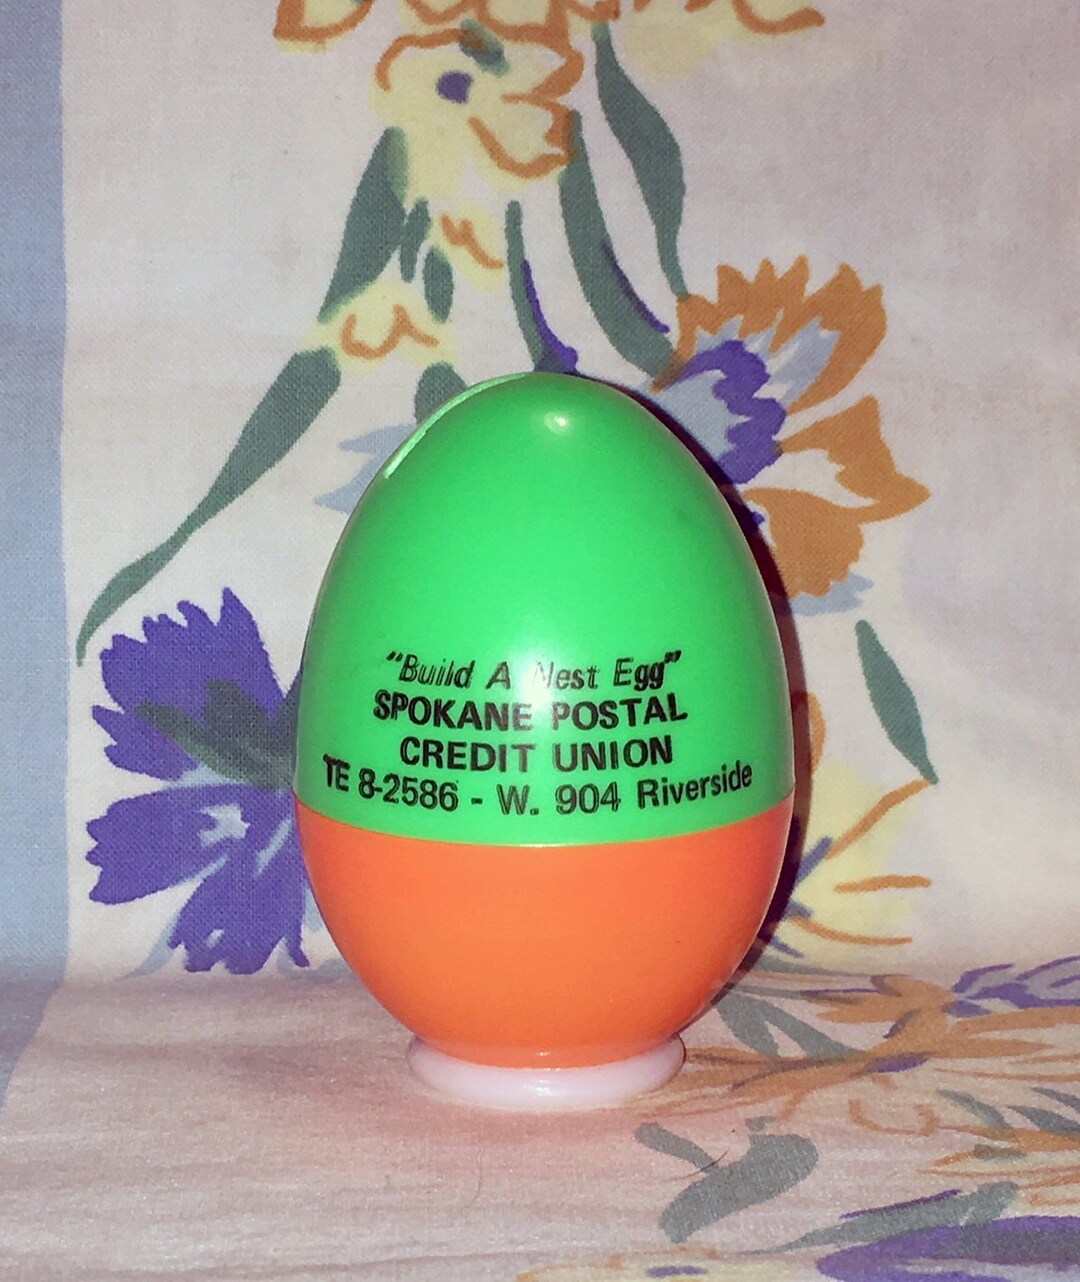 "Build A Nest Egg"
SPOKANE POSTAL
CREDIT UNION
TE 8-2586 - W. 904 Riverside